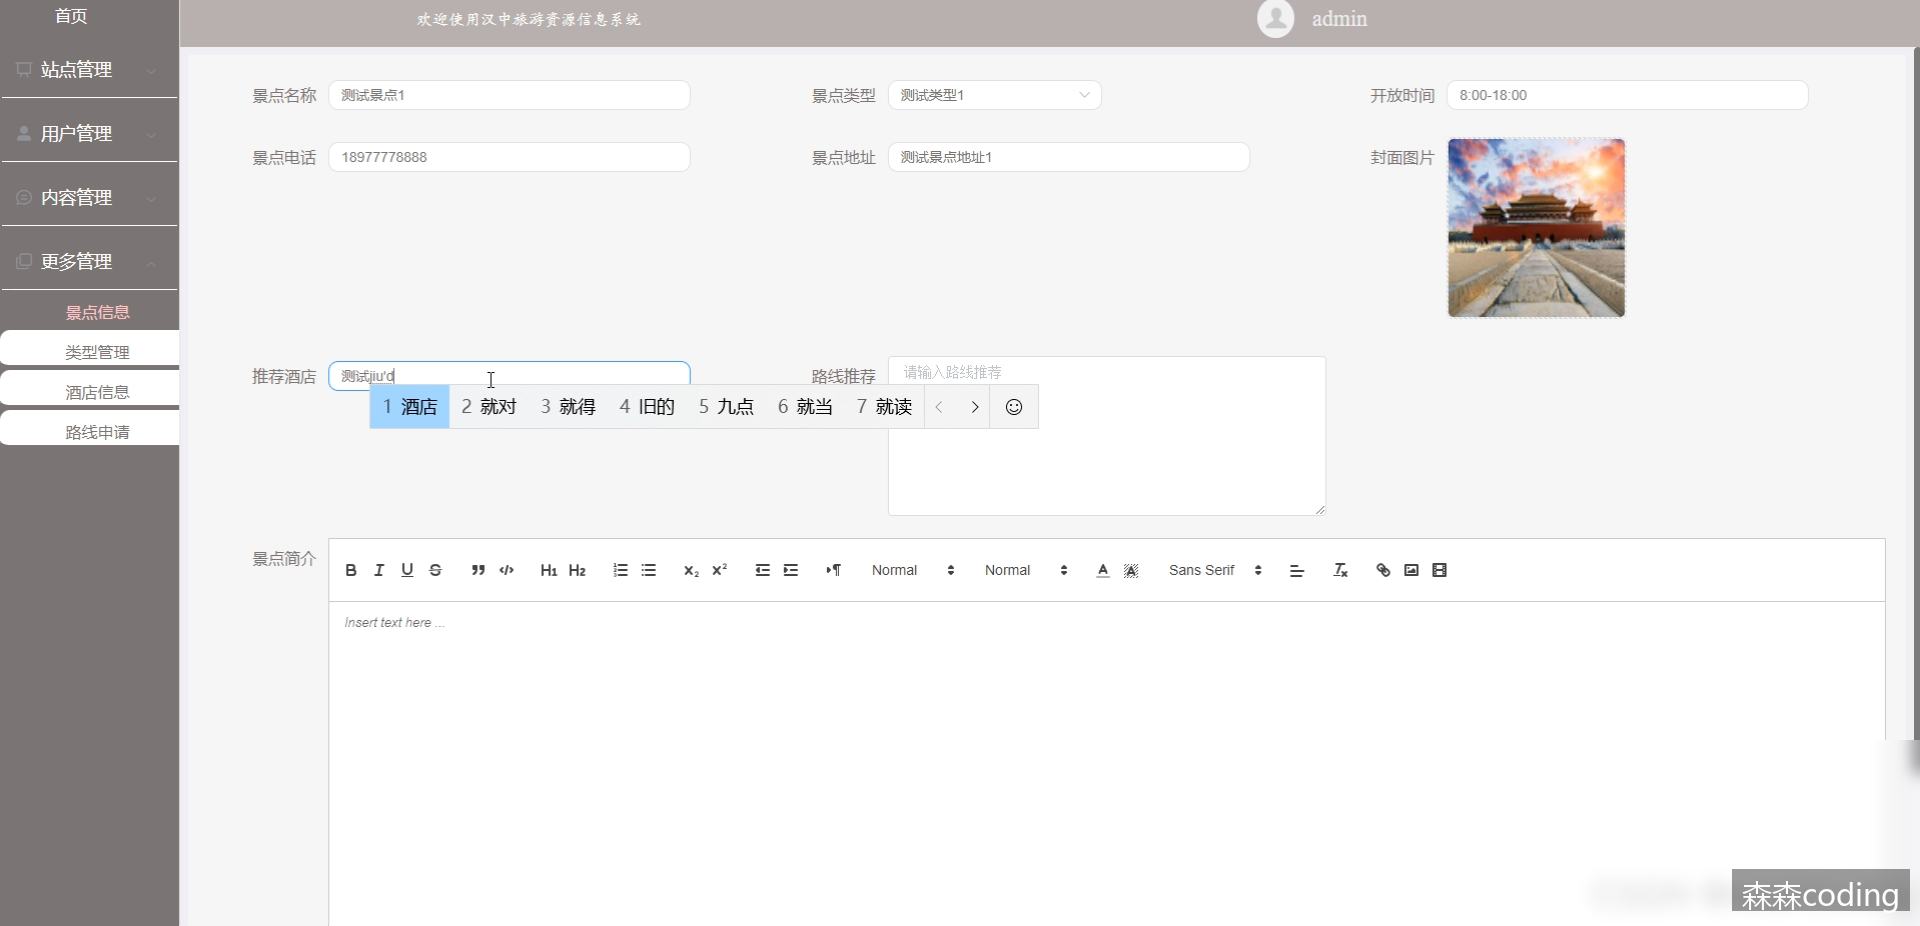 首页
欢迎使用汉中旅游资源信息系统
admin
站点管理
用户管理
内容管理
更多管理
景点信息
类型管理
酒店信息
路线申请
景点名称 测试景点1 景点类型 测试类型1 开放时间 8:00-18:00
景点电话 18977778888 景点地址 测试景点地址1 封面图片
推荐酒店 测试jiu'd 路线推荐 请输入路线推荐
1 酒店 2 就对 3 就得 4 旧的 5 九点 6 就当 7 就读
景点简介
B I U S H1 H2 X2 X2 Normal Normal A A Sans Serif Tx
Insert text here ...
森森coding